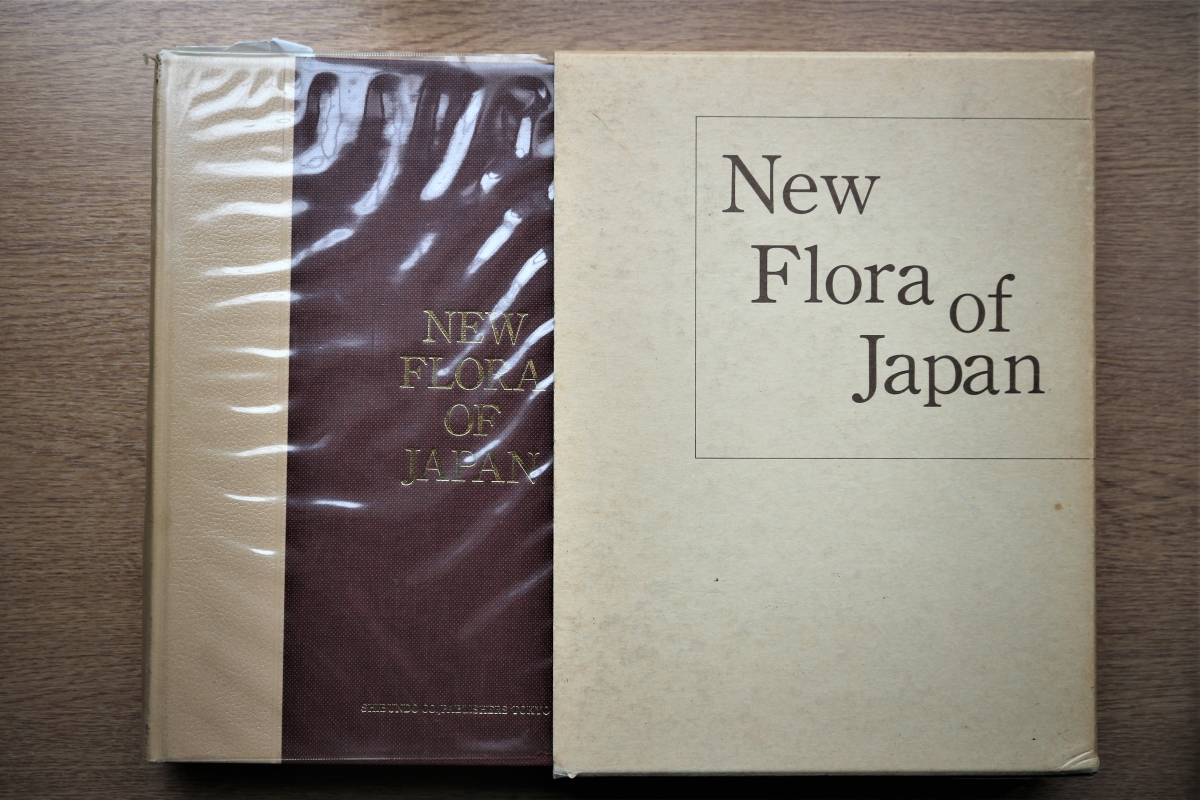 NEW
FLORA
OF
JAPAN
SHIBUNDO CO., PUBLISHERS TOKYO
New
Flora of
Japan